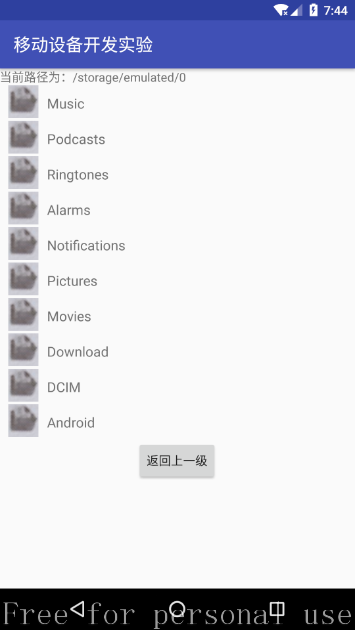 7:44
移动设备开发实验
当前路径为：/storage/emulated/0
Music
Podcasts
Ringtones
Alarms
Notifications
Pictures
Movies
Download
DCIM
Android
返回上一级
Free for personal use